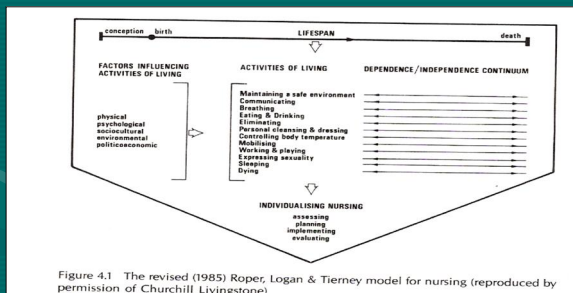 conception birth LIFESPAN death
FACTORS INFLUENCING
ACTIVITIES OF LIVING
physical
psychological
sociocultural
environmental
politicoeconomic
ACTIVITIES OF LIVING
Maintaining a safe environment
Communicating
Breathing
Eating & Drinking
Eliminating
Personal cleansing & dressing
Controlling body temperature
Mobilising
Working & playing
Expressing sexuality
Sleeping
Dying
DEPENDENCE/INDEPENDENCE CONTINUUM
INDIVIDUALISING NURSING
assessing
planning
implementing
evaluating
Figure 4.1 The revised (1985) Roper, Logan & Tierney model for nursing (reproduced by
permission of Churchill Livingstone)